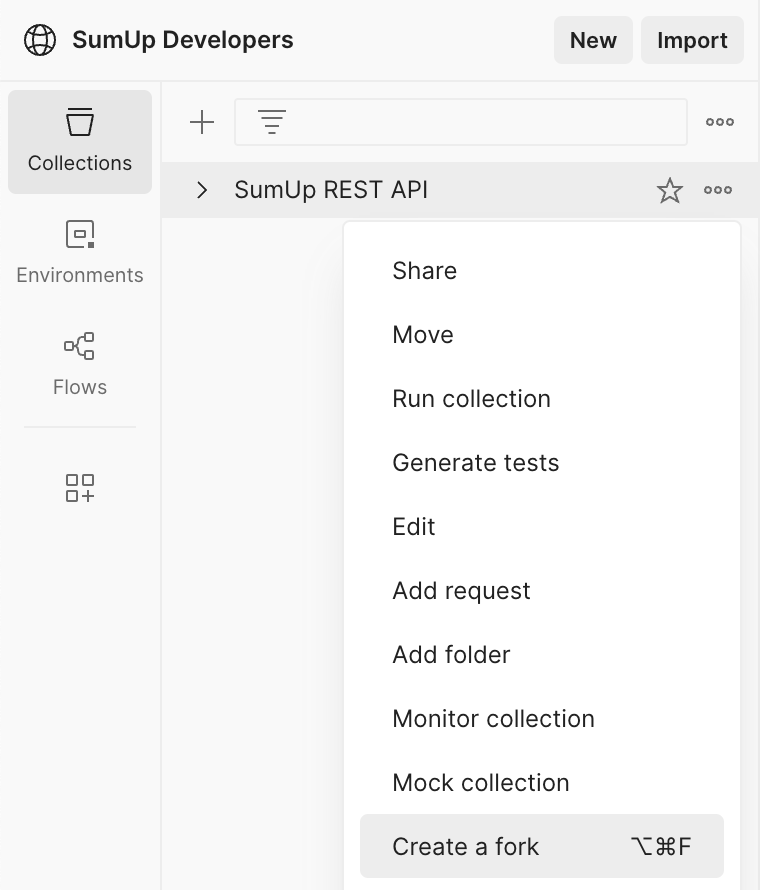 SumUp Developers
New
Import
Collections
SumUp REST API
Environments
Flows
Share
Move
Run collection
Generate tests
Edit
Add request
Add folder
Monitor collection
Mock collection
Create a fork ⌥⌘F